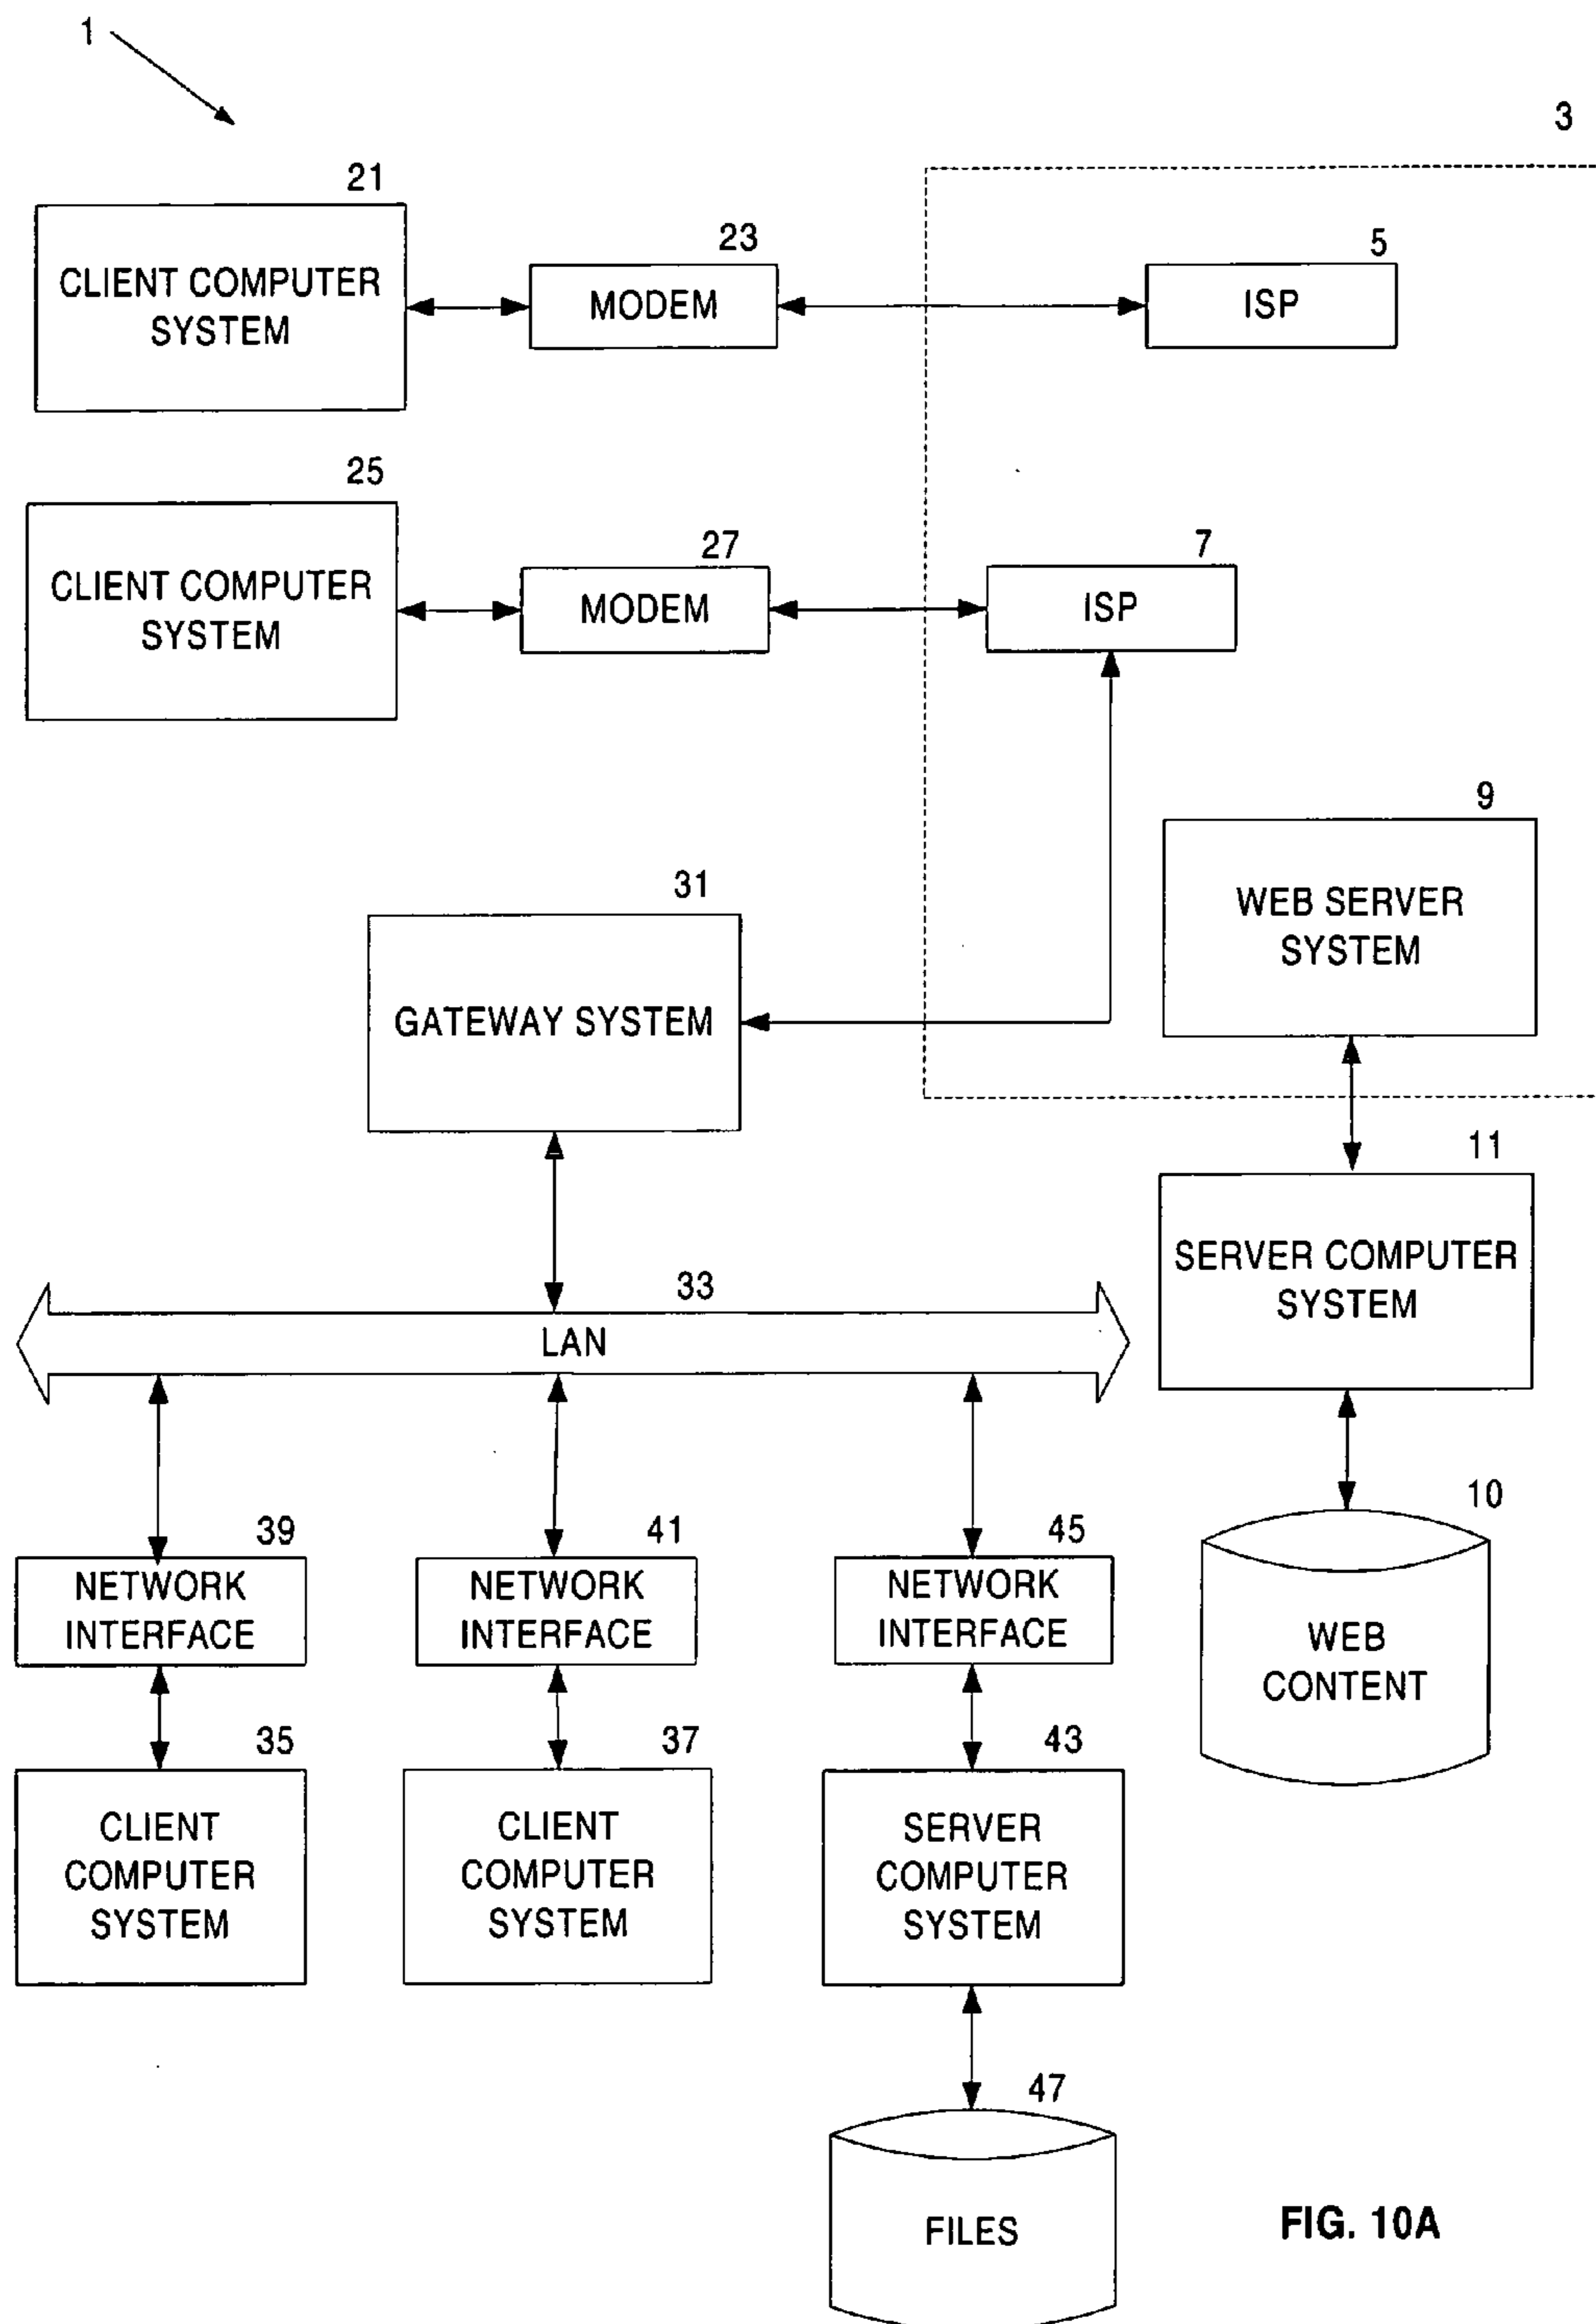 1
3
21
CLIENT COMPUTER
SYSTEM
23
MODEM
5
ISP
25
CLIENT COMPUTER
SYSTEM
27
MODEM
7
ISP
9
WEB SERVER
SYSTEM
31
GATEWAY SYSTEM
11
SERVER COMPUTER
SYSTEM
33
LAN
10
WEB
CONTENT
39
NETWORK
INTERFACE
41
NETWORK
INTERFACE
45
NETWORK
INTERFACE
35
CLIENT
COMPUTER
SYSTEM
37
CLIENT
COMPUTER
SYSTEM
43
SERVER
COMPUTER
SYSTEM
47
FILES
FIG. 10A